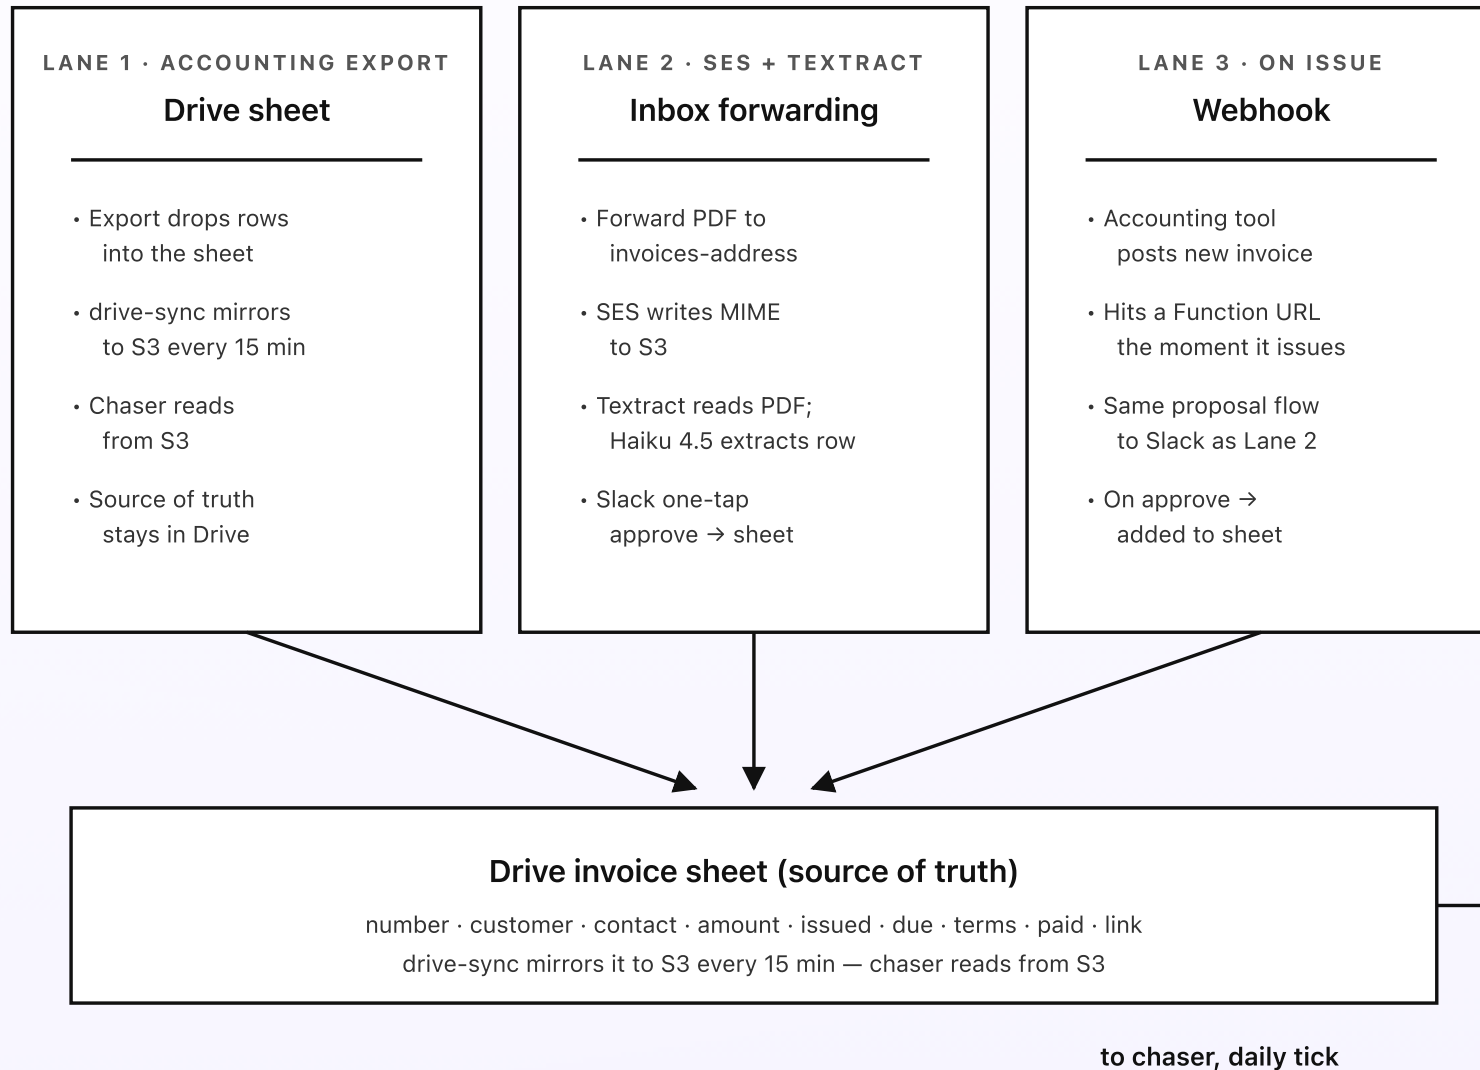 LANE 1 · ACCOUNTING EXPORT
Drive sheet
• Export drops rows
into the sheet
• drive-sync mirrors
to S3 every 15 min
• Chaser reads
from S3
• Source of truth
stays in Drive
LANE 2 · SES + TEXTRACT
Inbox forwarding
• Forward PDF to
invoices-address
• SES writes MIME
to S3
• Textract reads PDF;
Haiku 4.5 extracts row
• Slack one-tap
approve → sheet
LANE 3 · ON ISSUE
Webhook
• Accounting tool
posts new invoice
• Hits a Function URL
the moment it issues
• Same proposal flow
to Slack as Lane 2
• On approve →
added to sheet
Drive invoice sheet (source of truth)
number · customer · contact · amount · issued · due · terms · paid · link
drive-sync mirrors it to S3 every 15 min — chaser reads from S3
to chaser, daily tick